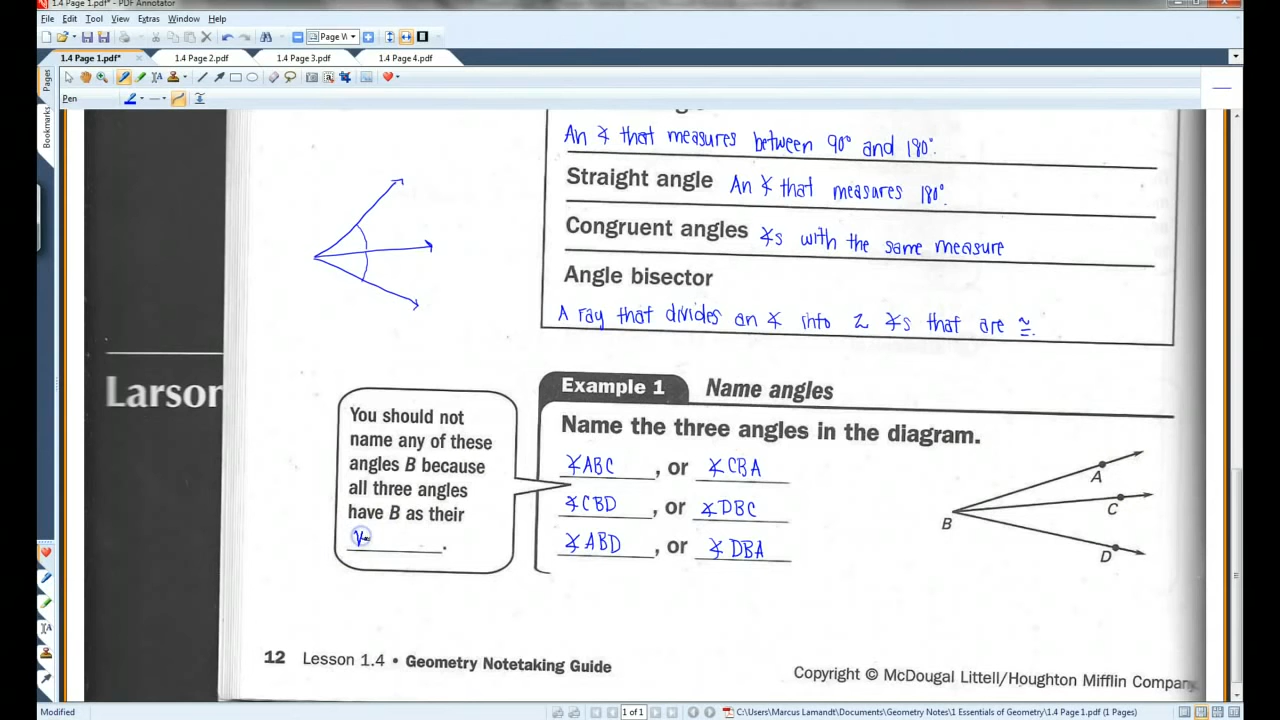 1.4 Page 1.pdf* - PDF Annotator
File Edit Tool View Extras Window Help
Page W
1.4 Page 1.pdf* 1.4 Page 2.pdf 1.4 Page 3.pdf 1.4 Page 4.pdf
Pen
Pages
Bookmarks
An ∡ that measures between 90° and 180°.
Straight angle An ∡ that measures 180°.
Congruent angles ∡s with the same measure
Angle bisector
A ray that divides an ∡ into 2 ∡s that are ≅.
Larson
Example 1 Name angles
You should not
name any of these
angles B because
all three angles
have B as their
.
Name the three angles in the diagram.
∡ABC, or ∡CBA
∡CBD, or ∡DBC
∡ABD, or ∡DBA
A
B
C
D
12 Lesson 1.4 • Geometry Notetaking Guide
Copyright © McDougal Littell/Houghton Mifflin Company
Modified
1 of 1
C:\Users\Marcus Lamandt\Documents\Geometry Notes\1 Essentials of Geometry\1.4 Page 1.pdf (1 Pages)